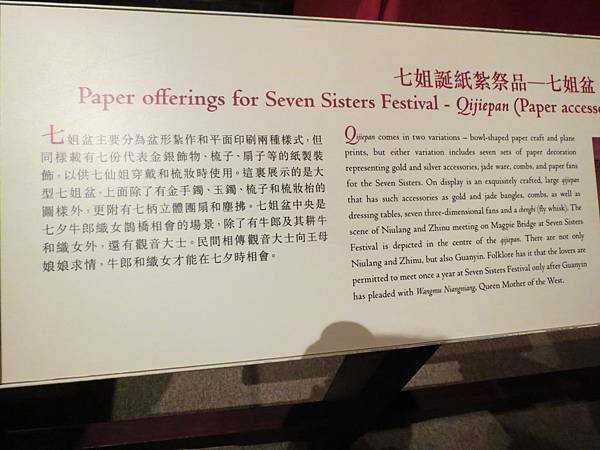 七姐誕紙紮祭品—七姐盆
Paper offerings for Seven Sisters Festival - Qijiepan (Paper accesso
七姐盆主要分為盆形紮作和平面印刷兩種樣式，但
同樣載有七份代表金銀飾物、梳子、扇子等的紙製裝
飾，以供七仙姐穿戴和梳妝時使用。這裏展示的是大
型七姐盆，上面除了有金手鐲、玉鐲、梳子和梳妝枱的
圖樣外，更附有七柄立體團扇和塵拂。七姐盆中央是
七夕牛郎織女鵲橋相會的場景，除了有牛郎及其耕牛
和織女外，還有觀音大士。民間相傳觀音大士向王母
娘娘求情，牛郎和織女才能在七夕時相會。
Qijiepan comes in two variations – bowl-shaped paper craft and plane
prints, but either variation includes seven sets of paper decoration
representing gold and silver accessories, jade ware, combs, and paper fans
for the Seven Sisters. On display is an exquisitely crafted, large qijiepan
that has such accessories as gold and jade bangles, combs, as well as
dressing tables, seven three-dimensional fans and a chenfu (fly whisk). The
scene of Niulang and Zhinu meeting on Magpie Bridge at Seven Sisters
Festival is depicted in the centre of the qijiepan. There are not only
Niulang and Zhinu, but also Guanyin. Folklore has it that the lovers are
permitted to meet once a year at Seven Sisters Festival only after Guanyin
has pleaded with Wangmu Niangniang, Queen Mother of the West.